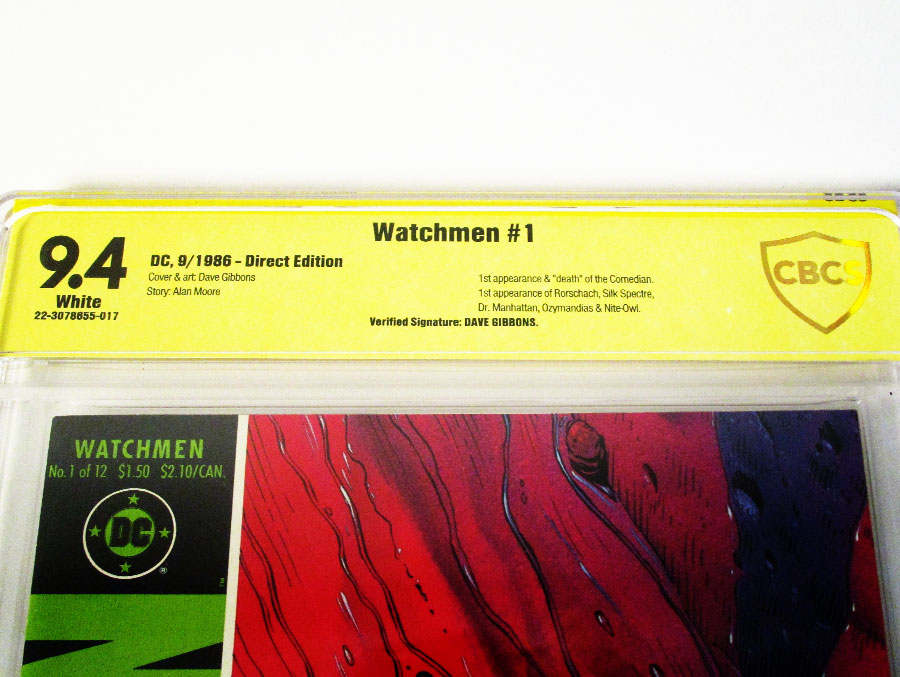 Watchmen #1
9.4
White
22-3078655-017
DC, 9/1986 - Direct Edition
Cover & art: Dave Gibbons
Story: Alan Moore
1st appearance & "death" of the Comedian.
1st appearance of Rorschach, Silk Spectre,
Dr. Manhattan, Ozymandias & Nite-Owl.
Verified Signature: DAVE GIBBONS.
CBCS
WATCHMEN
No. 1 of 12 $1.50 $2.10/CAN.
DC
®
TM